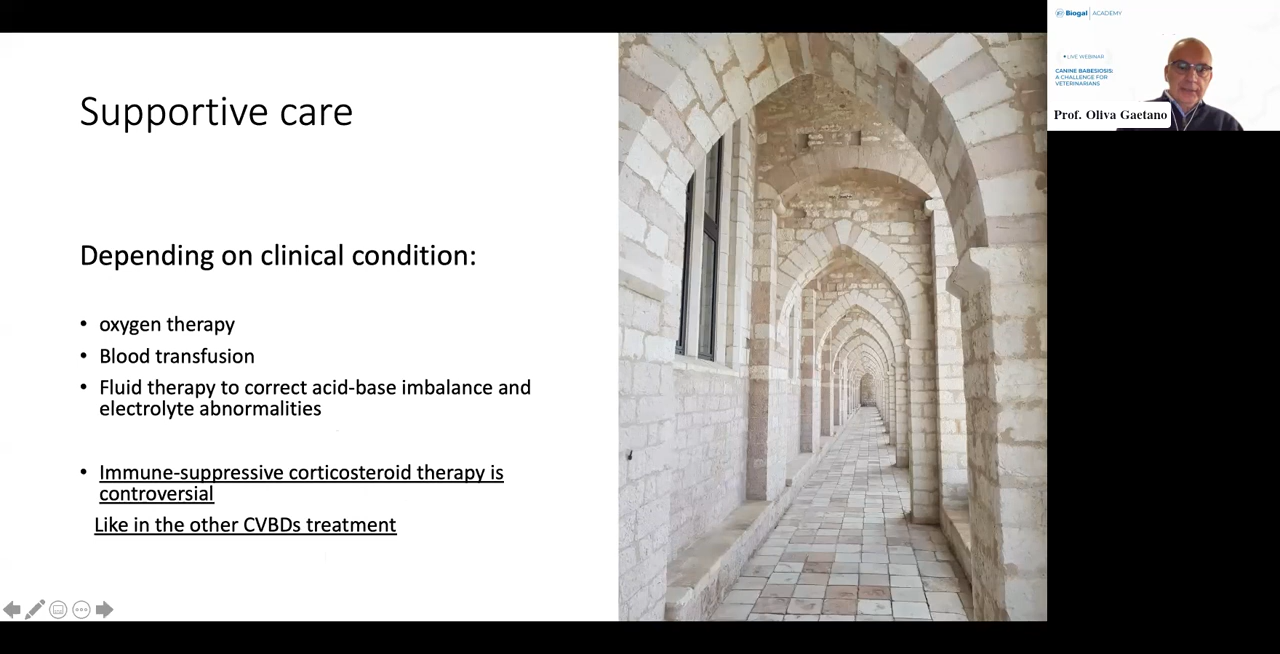 Supportive care
Depending on clinical condition:
• oxygen therapy
• Blood transfusion
• Fluid therapy to correct acid-base imbalance and
electrolyte abnormalities
• Immune-suppressive corticosteroid therapy is
controversial
Like in the other CVBDs treatment
Biogal | ACADEMY
• LIVE WEBINAR
CANINE BABESIOSIS:
A CHALLENGE FOR
VETERINARIANS
Prof. Oliva Gaetano